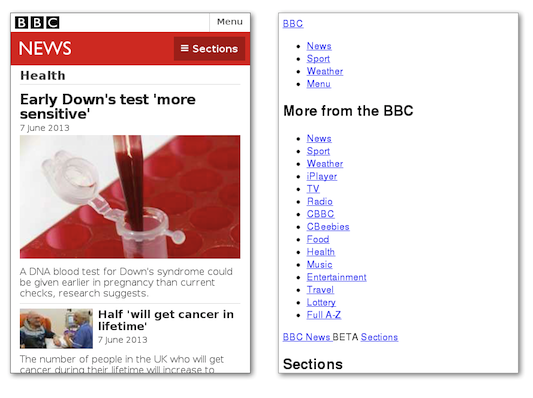 BBC
Menu
NEWS
Sections
Health
Early Down's test 'more
sensitive'
7 June 2013
A DNA blood test for Down's syndrome could
be given earlier in pregnancy than current
checks, research suggests.
Half 'will get cancer in
lifetime'
7 June 2013
The number of people in the UK who will get
cancer during their lifetime will increase to
BBC
News
Sport
Weather
Menu
More from the BBC
News
Sport
Weather
iPlayer
TV
Radio
CBBC
CBeebies
Food
Health
Music
Entertainment
Travel
Lottery
Full A-Z
BBC News BETA Sections
Sections